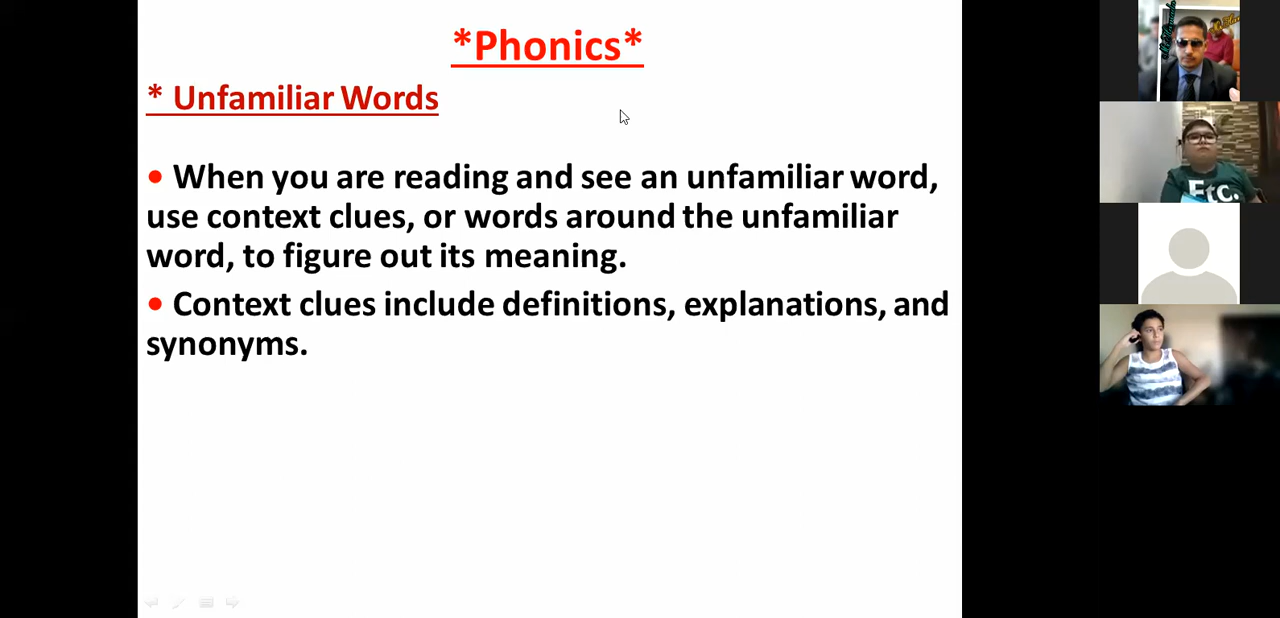 *Phonics*
* Unfamiliar Words
• When you are reading and see an unfamiliar word,
use context clues, or words around the unfamiliar
word, to figure out its meaning.
• Context clues include definitions, explanations, and
synonyms.
Etc.